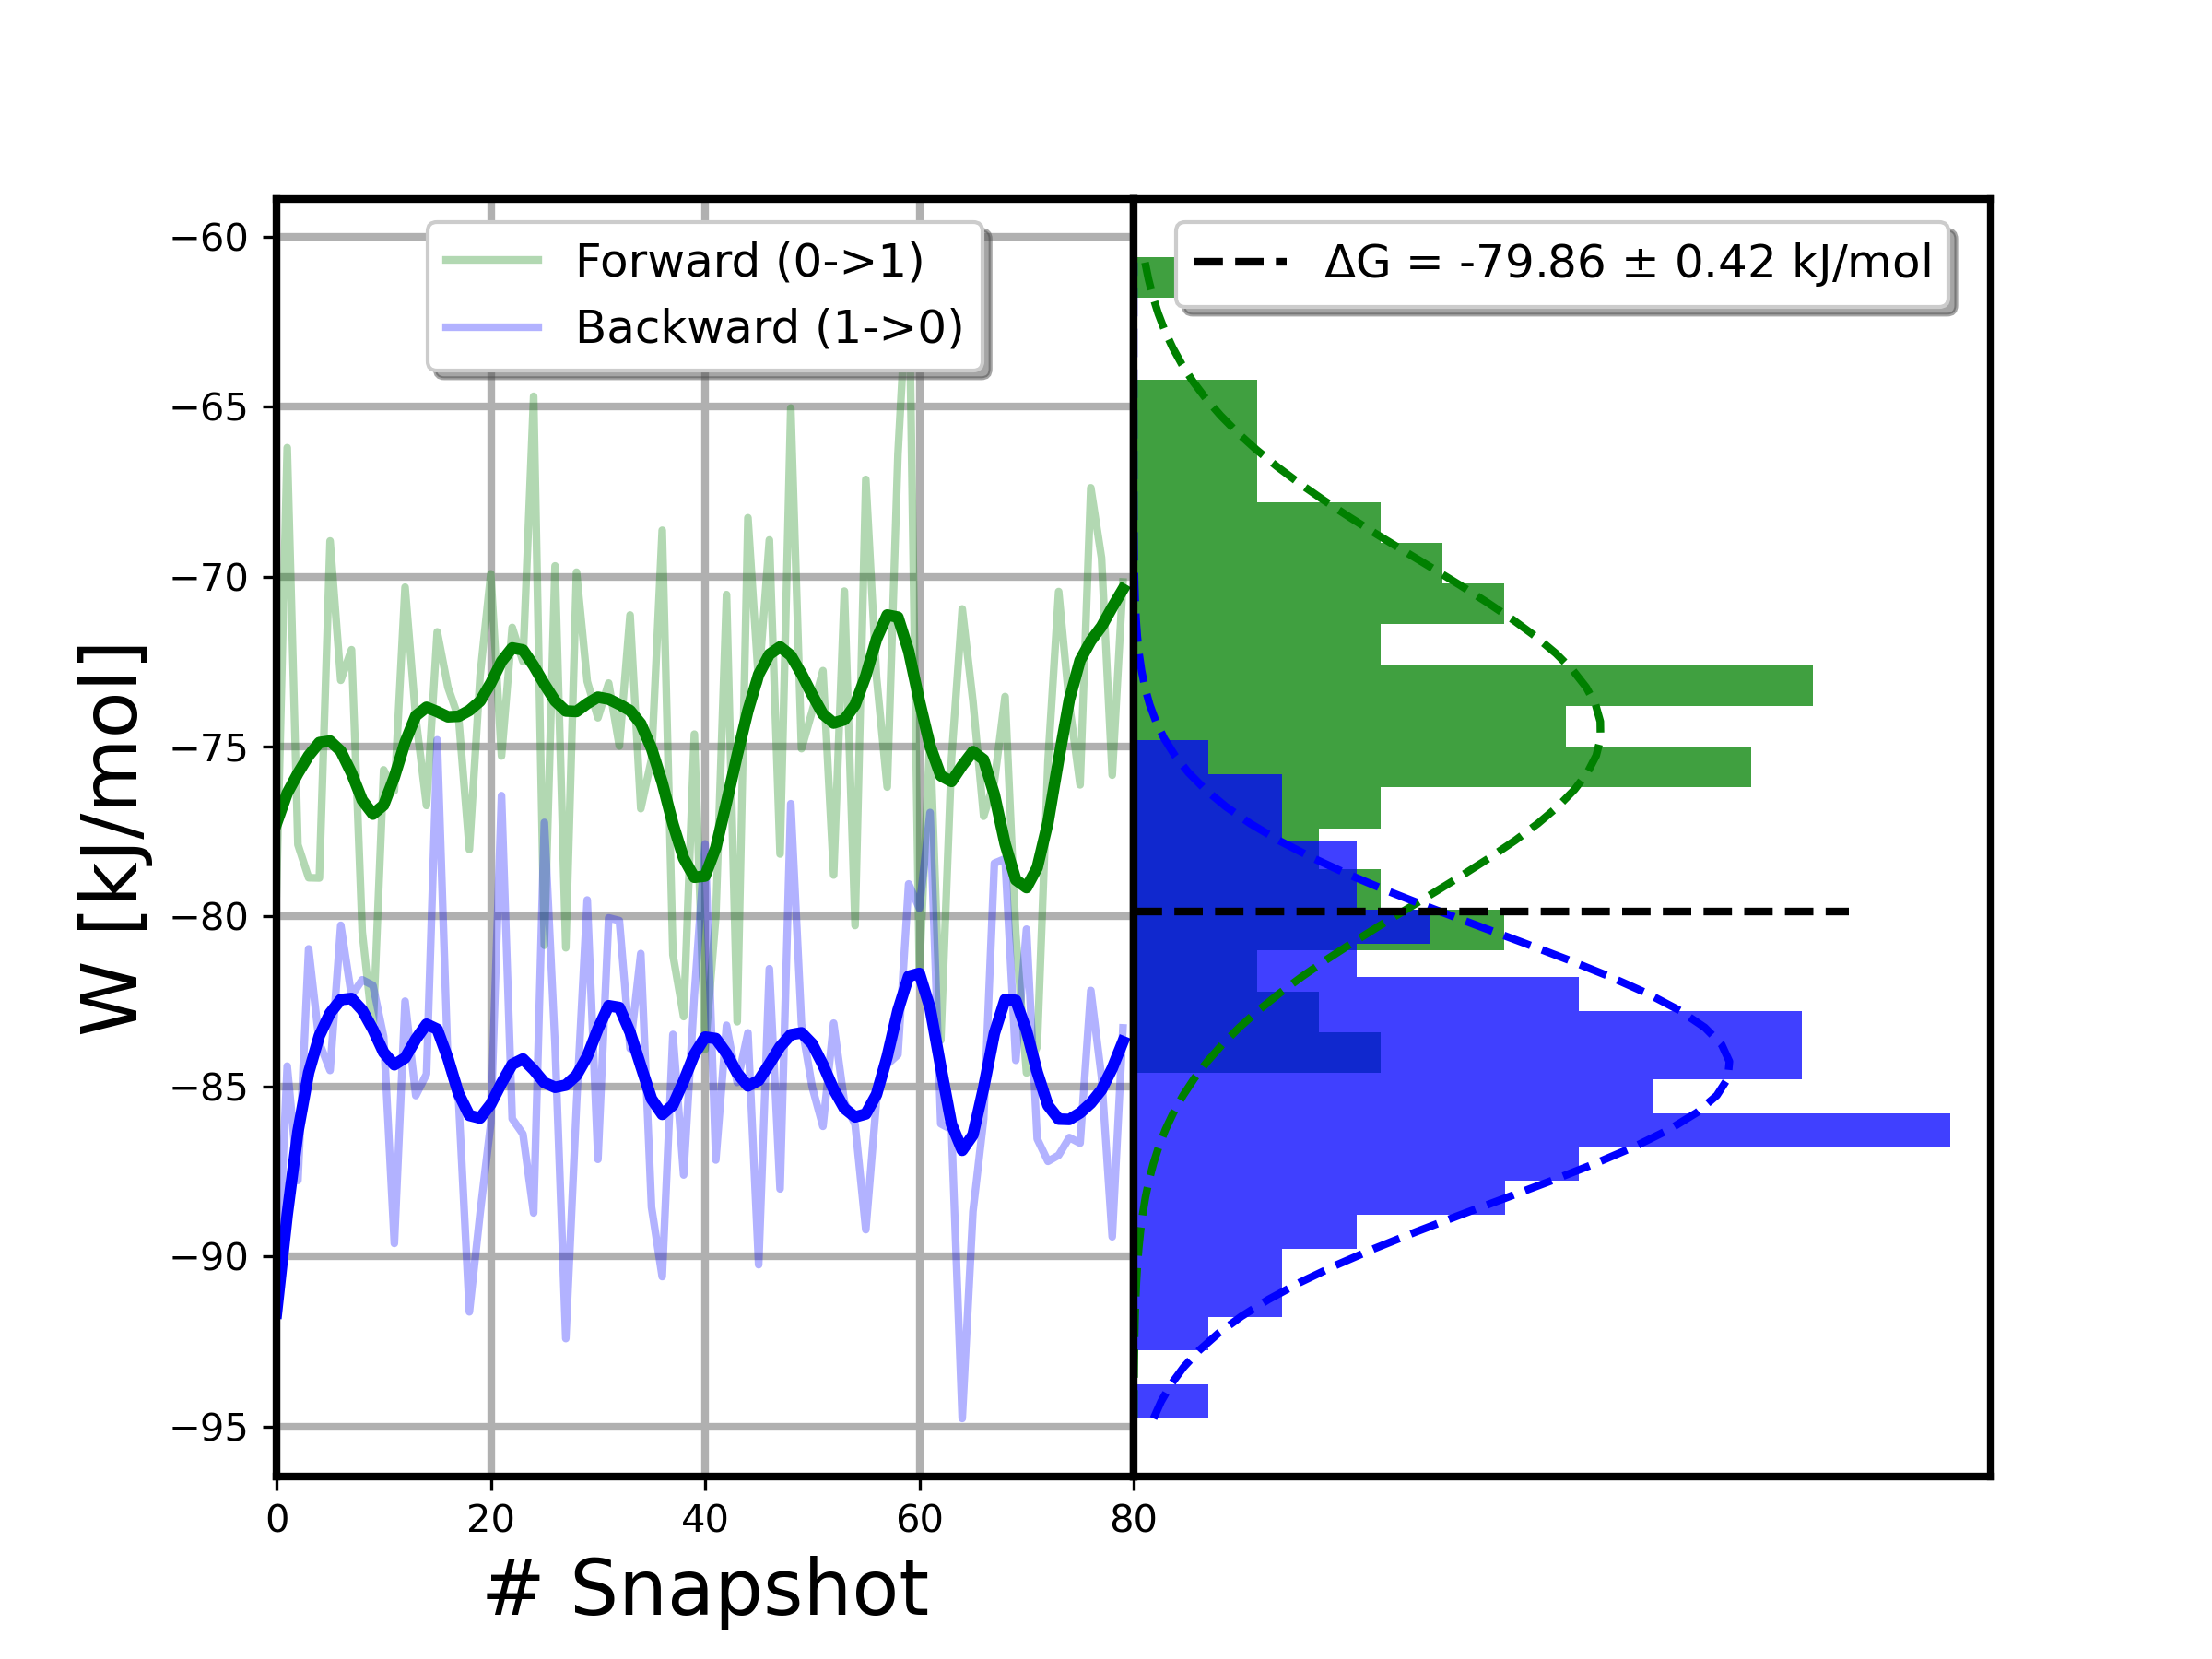 Forward (0->1)
Backward (1->0)
ΔG = -79.86 ± 0.42 kJ/mol
W [kJ/mol]
−60
−65
−70
−75
−80
−85
−90
−95
0 20 40 60 80
# Snapshot